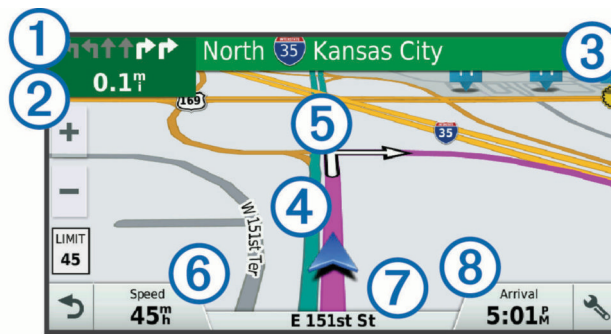 1
North 35 Kansas City
3
0.1 mi
2
169
5
35
+
−
4
W 151st Ter
LIMIT
45
6
7
8
Speed
45 mh
E 151st St
Arrival
5:01 PM